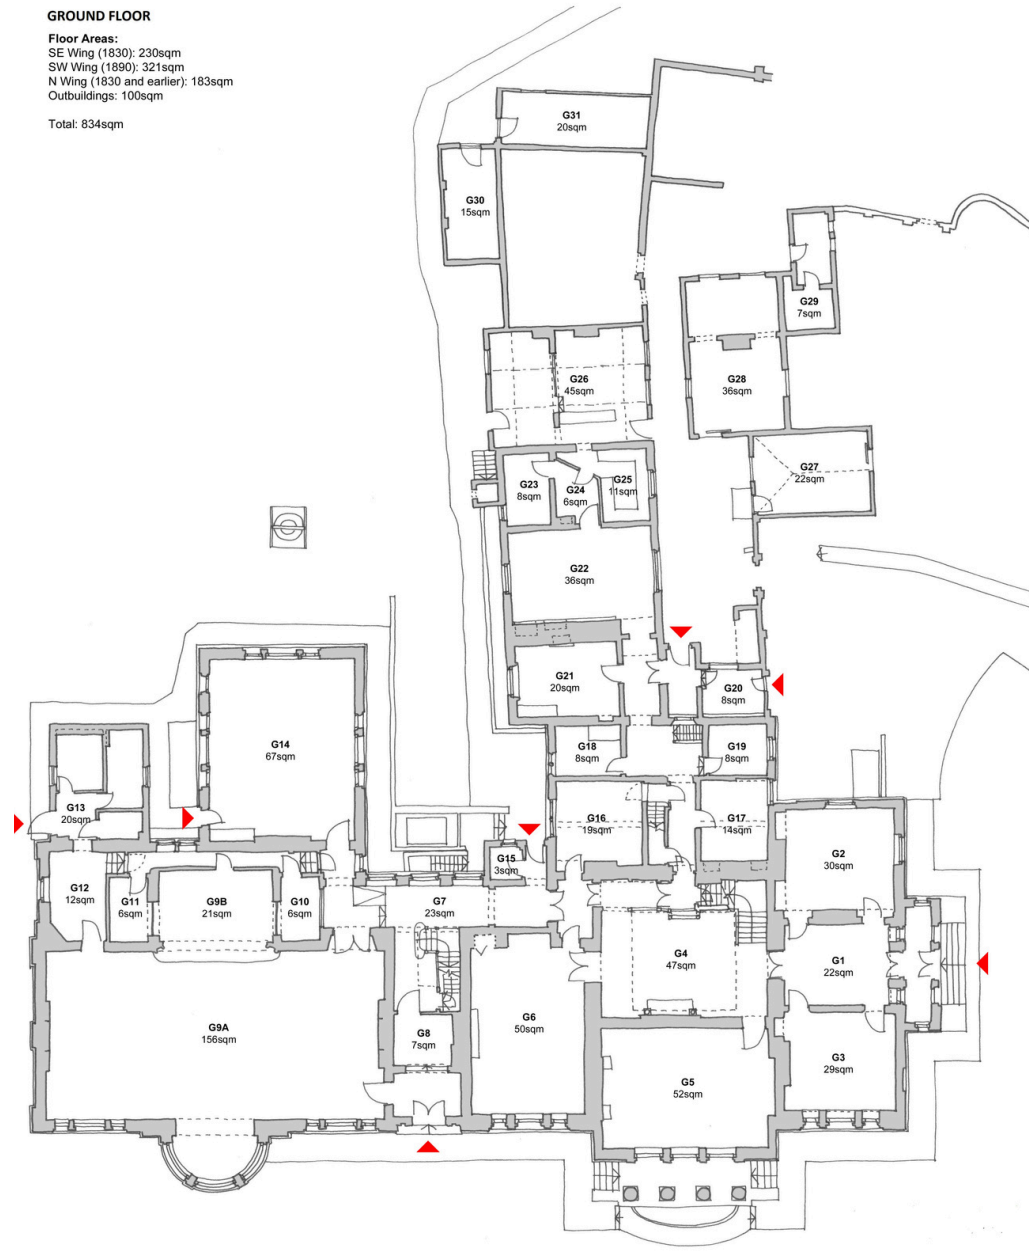 GROUND FLOOR
Floor Areas:
SE Wing (1830): 230sqm
SW Wing (1890): 321sqm
N Wing (1830 and earlier): 183sqm
Outbuildings: 100sqm
Total: 834sqm
G31
20sqm
G30
15sqm
G29
7sqm
G26
45sqm
G28
36sqm
G27
22sqm
G23
8sqm
G24
6sqm
G25
11sqm
G22
36sqm
G21
20sqm
G20
8sqm
G18
8sqm
G19
8sqm
G14
67sqm
G13
20sqm
G16
19sqm
G17
14sqm
G15
3sqm
G2
30sqm
G12
12sqm
G11
6sqm
G9B
21sqm
G10
6sqm
G7
23sqm
G4
47sqm
G1
22sqm
G9A
156sqm
G8
7sqm
G6
50sqm
G5
52sqm
G3
29sqm